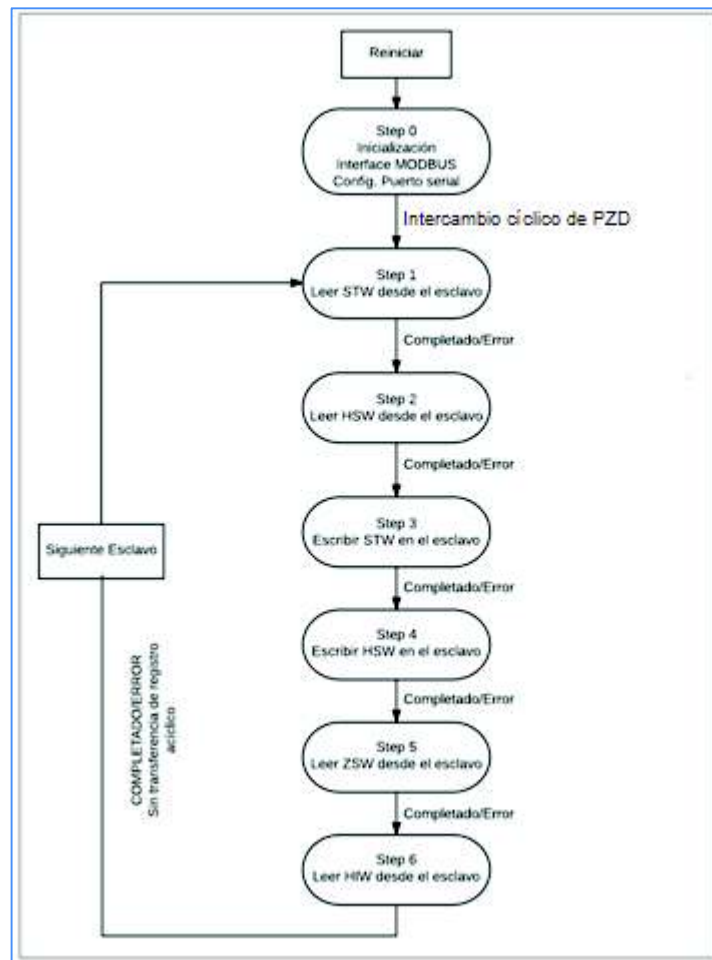 Reiniciar
Step 0
Inicialización
Interface MODBUS
Config. Puerto serial
Intercambio cíclico de PZD
Step 1
Leer STW desde el esclavo
Completado/Error
Step 2
Leer HSW desde el esclavo
Completado/Error
Step 3
Escribir STW en el esclavo
Siguiente Esclavo
Completado/Error
Step 4
Escribir HSW en el esclavo
COMPLETADO/ERROR
Sin transferencia de registro
acíclico
Completado/Error
Step 5
Leer ZSW desde el esclavo
Completado/Error
Step 6
Leer HIW desde el esclavo